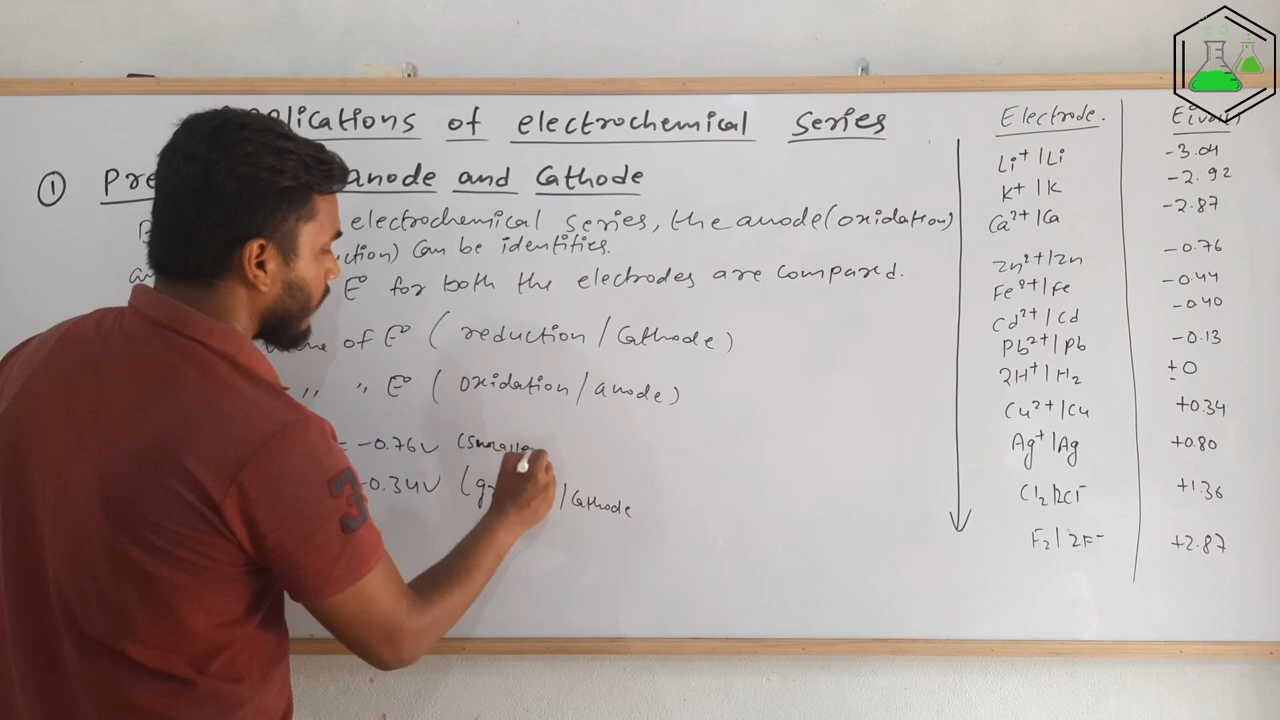 lications of electrochemical series
① Pre anode and Cathode
electrochemical series, the anode (oxidation)
ction) can be identifies.
E° for both the electrodes are compared.
of E° ( reduction / Cathode )
,, ,, E° ( oxidation / anode )
= -0.76V (smaller
-0.34V (g / Cathode
3
Electrode. E(volt)
Li+ | Li -3.04
K+ | K -2.92
Ca2+ | Ca -2.87
Zn2+ | Zn -0.76
Fe2+ | Fe -0.44
Cd2+ | Cd -0.40
Pb2+ | Pb -0.13
2H+ | H2 ±0
Cu2+ | Cu +0.34
Ag+ | Ag +0.80
Cl2 | 2Cl- +1.36
F2 | 2F- +2.87